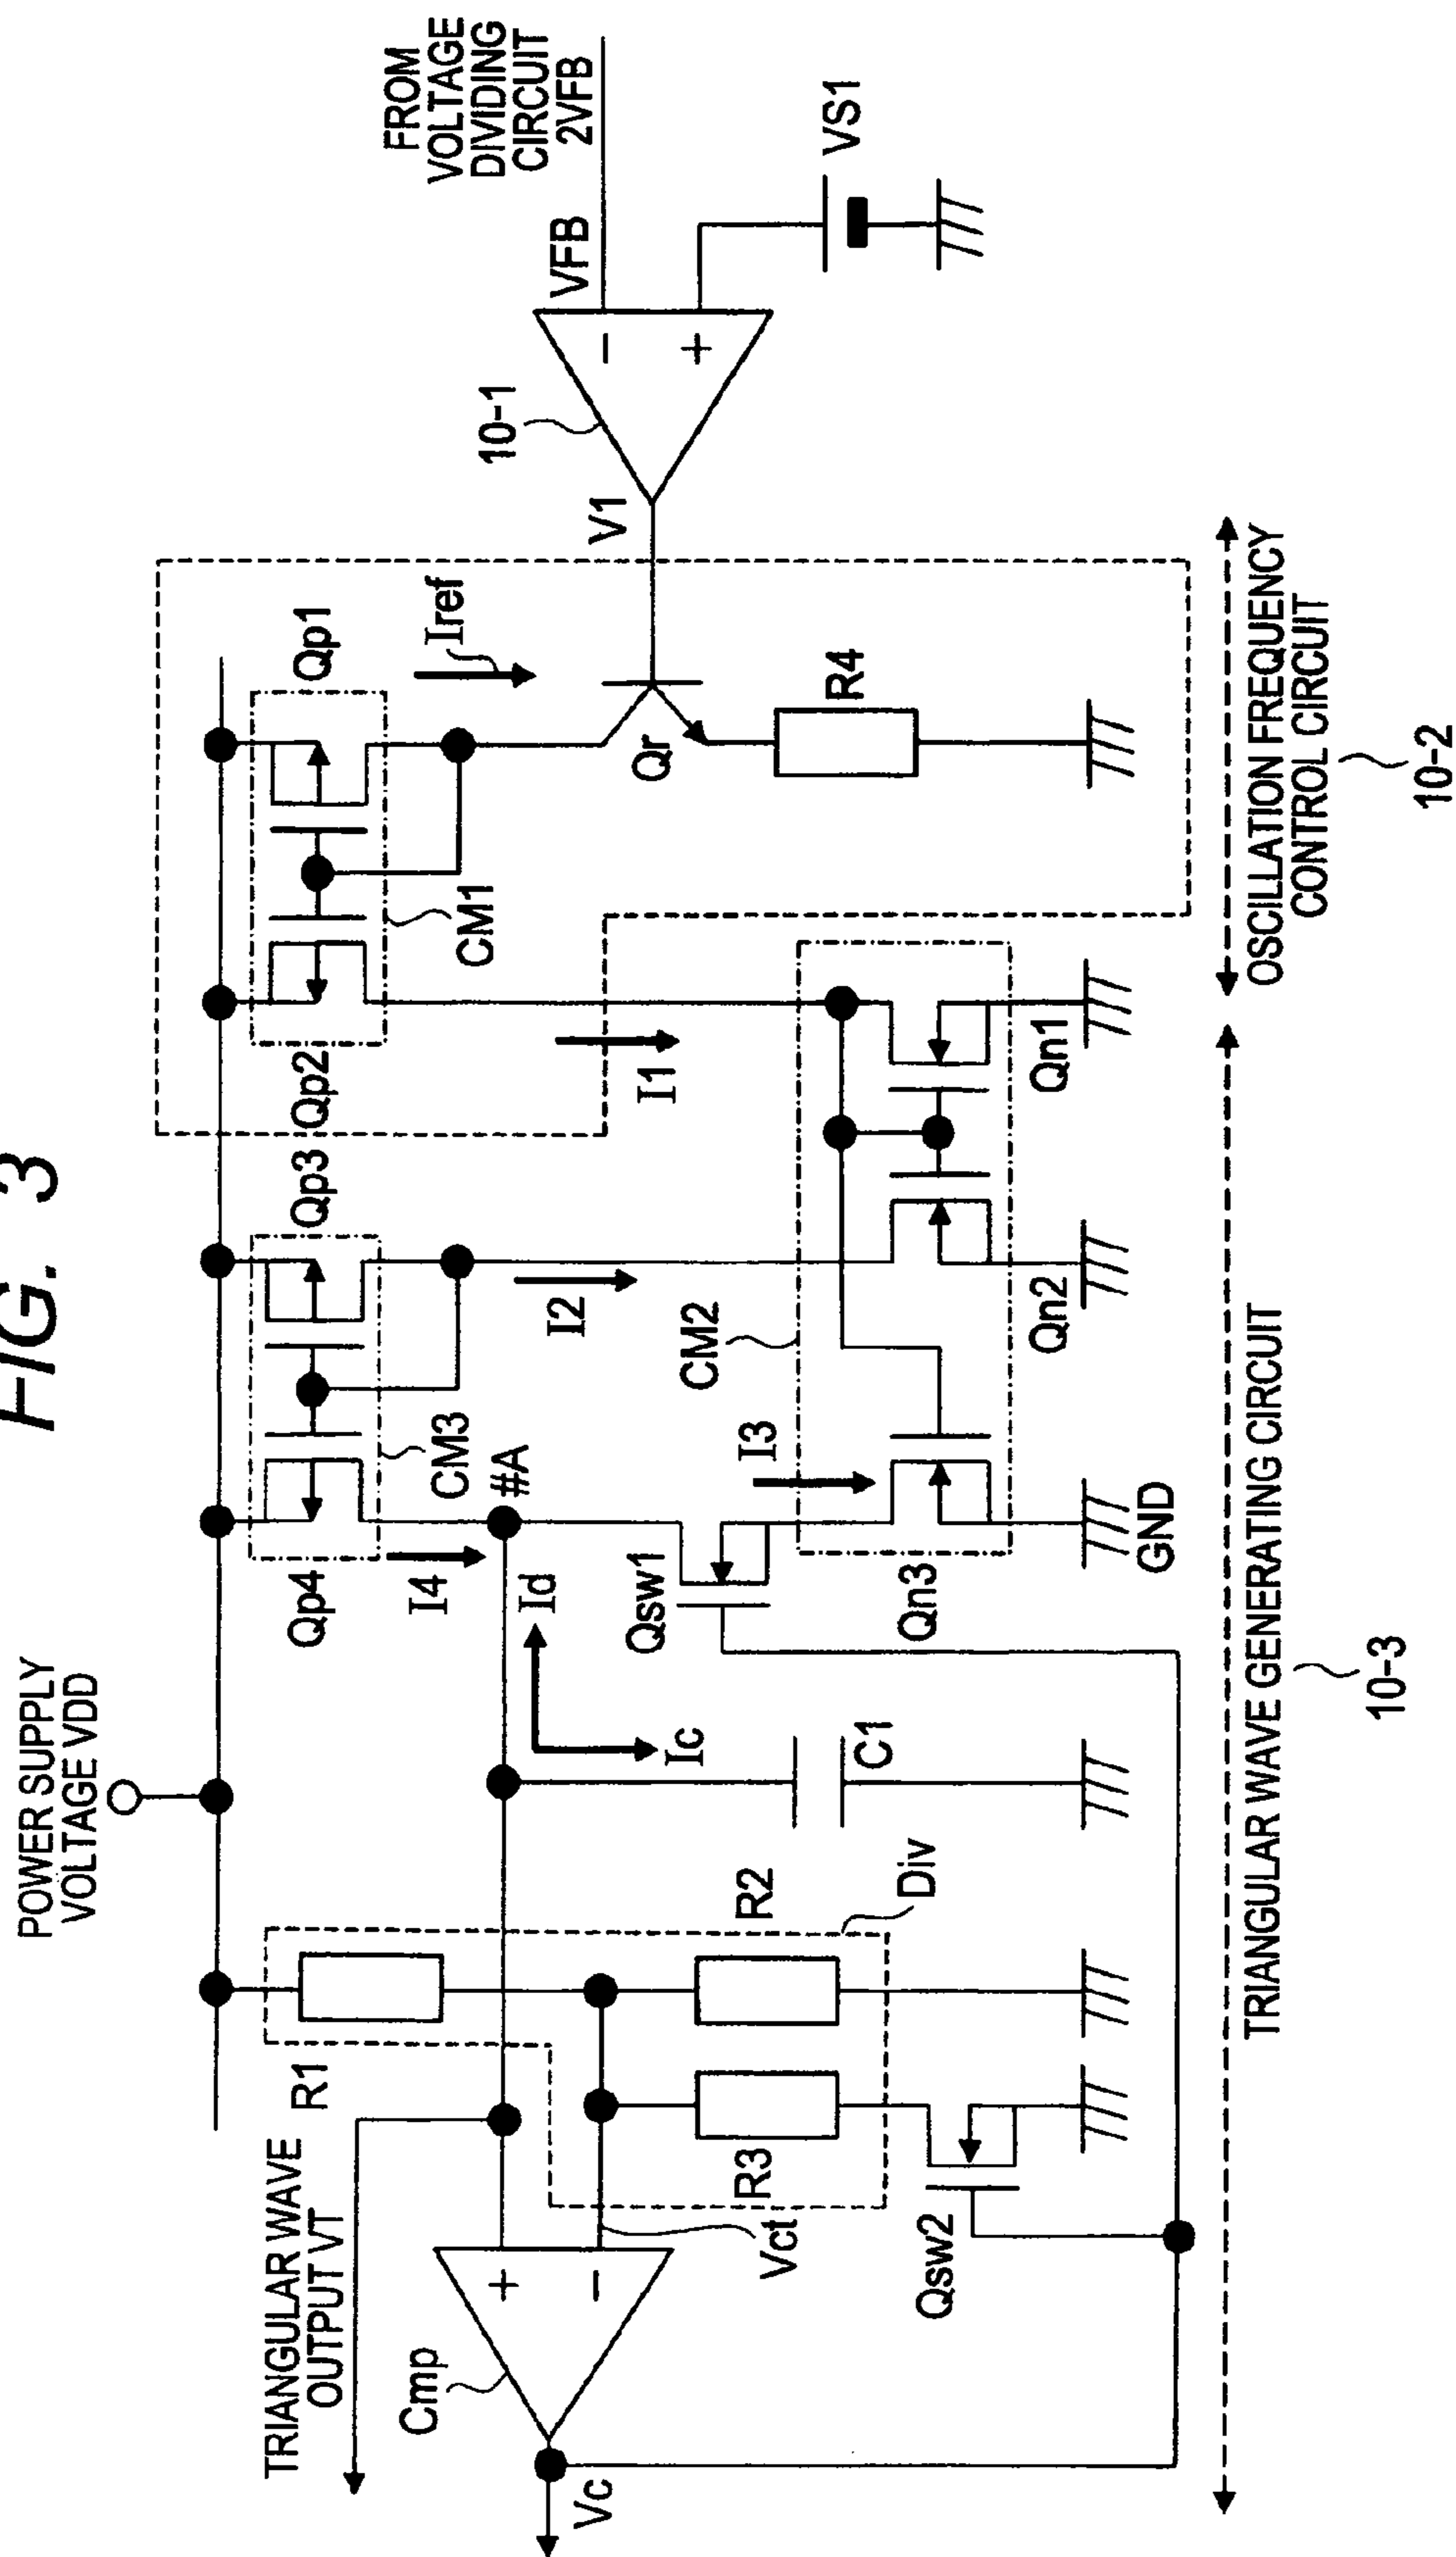 FIG. 3
POWER SUPPLY
VOLTAGE VDD
FROM
VOLTAGE
DIVIDING
CIRCUIT
2VFB
TRIANGULAR WAVE
OUTPUT VT
R1
Qp4
Qp3
Qp2
Qp1
CM3
CM1
I4
#A
I2
I1
Iref
V1
10-1
VFB
−
+
VS1
Cmp
+
−
Vc
Vct
R3
R2
Div
Id
Ic
C1
Qsw1
I3
CM2
Qr
R4
Qsw2
Qn3
Qn2
Qn1
GND
TRIANGULAR WAVE GENERATING CIRCUIT
10-3
OSCILLATION FREQUENCY
CONTROL CIRCUIT
10-2